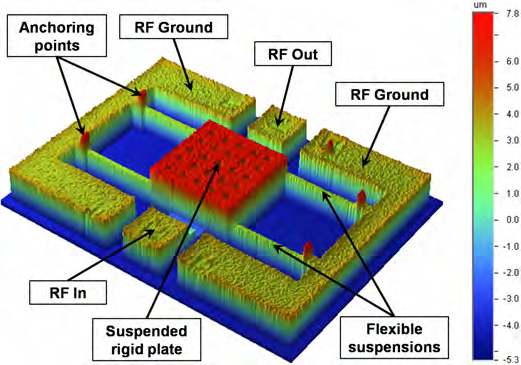 um
Anchoring
points
RF Ground
RF Out
RF Ground
RF In
Suspended
rigid plate
Flexible
suspensions
7.8
6.0
5.0
4.0
3.0
2.0
1.0
0.0
-1.0
-2.0
-3.0
-4.0
-5.3